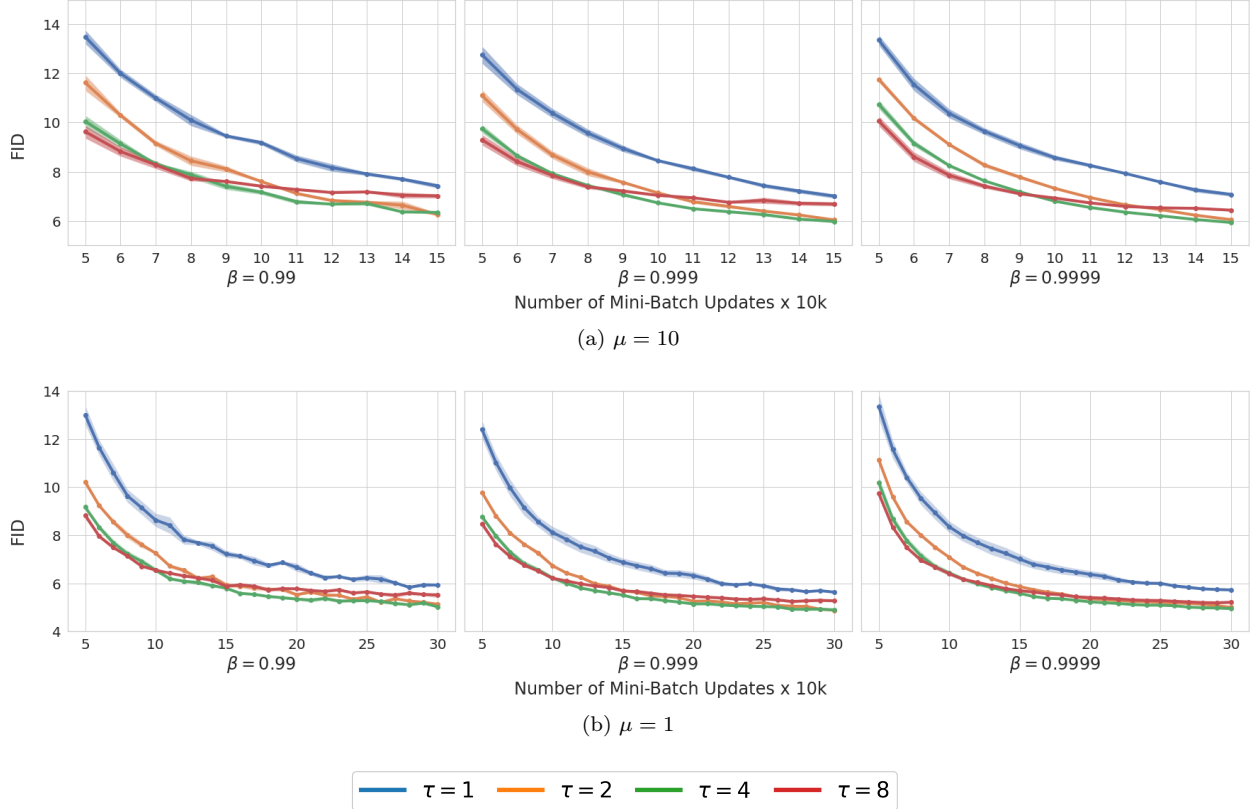 14
12
10
8
6
FID
5 6 7 8 9 10 11 12 13 14 15
5 6 7 8 9 10 11 12 13 14 15
5 6 7 8 9 10 11 12 13 14 15
β = 0.99
β = 0.999
β = 0.9999
Number of Mini-Batch Updates x 10k
(a) μ = 10
14
12
10
8
6
4
FID
5 10 15 20 25 30
5 10 15 20 25 30
5 10 15 20 25 30
β = 0.99
β = 0.999
β = 0.9999
Number of Mini-Batch Updates x 10k
(b) μ = 1
τ = 1 τ = 2 τ = 4 τ = 8